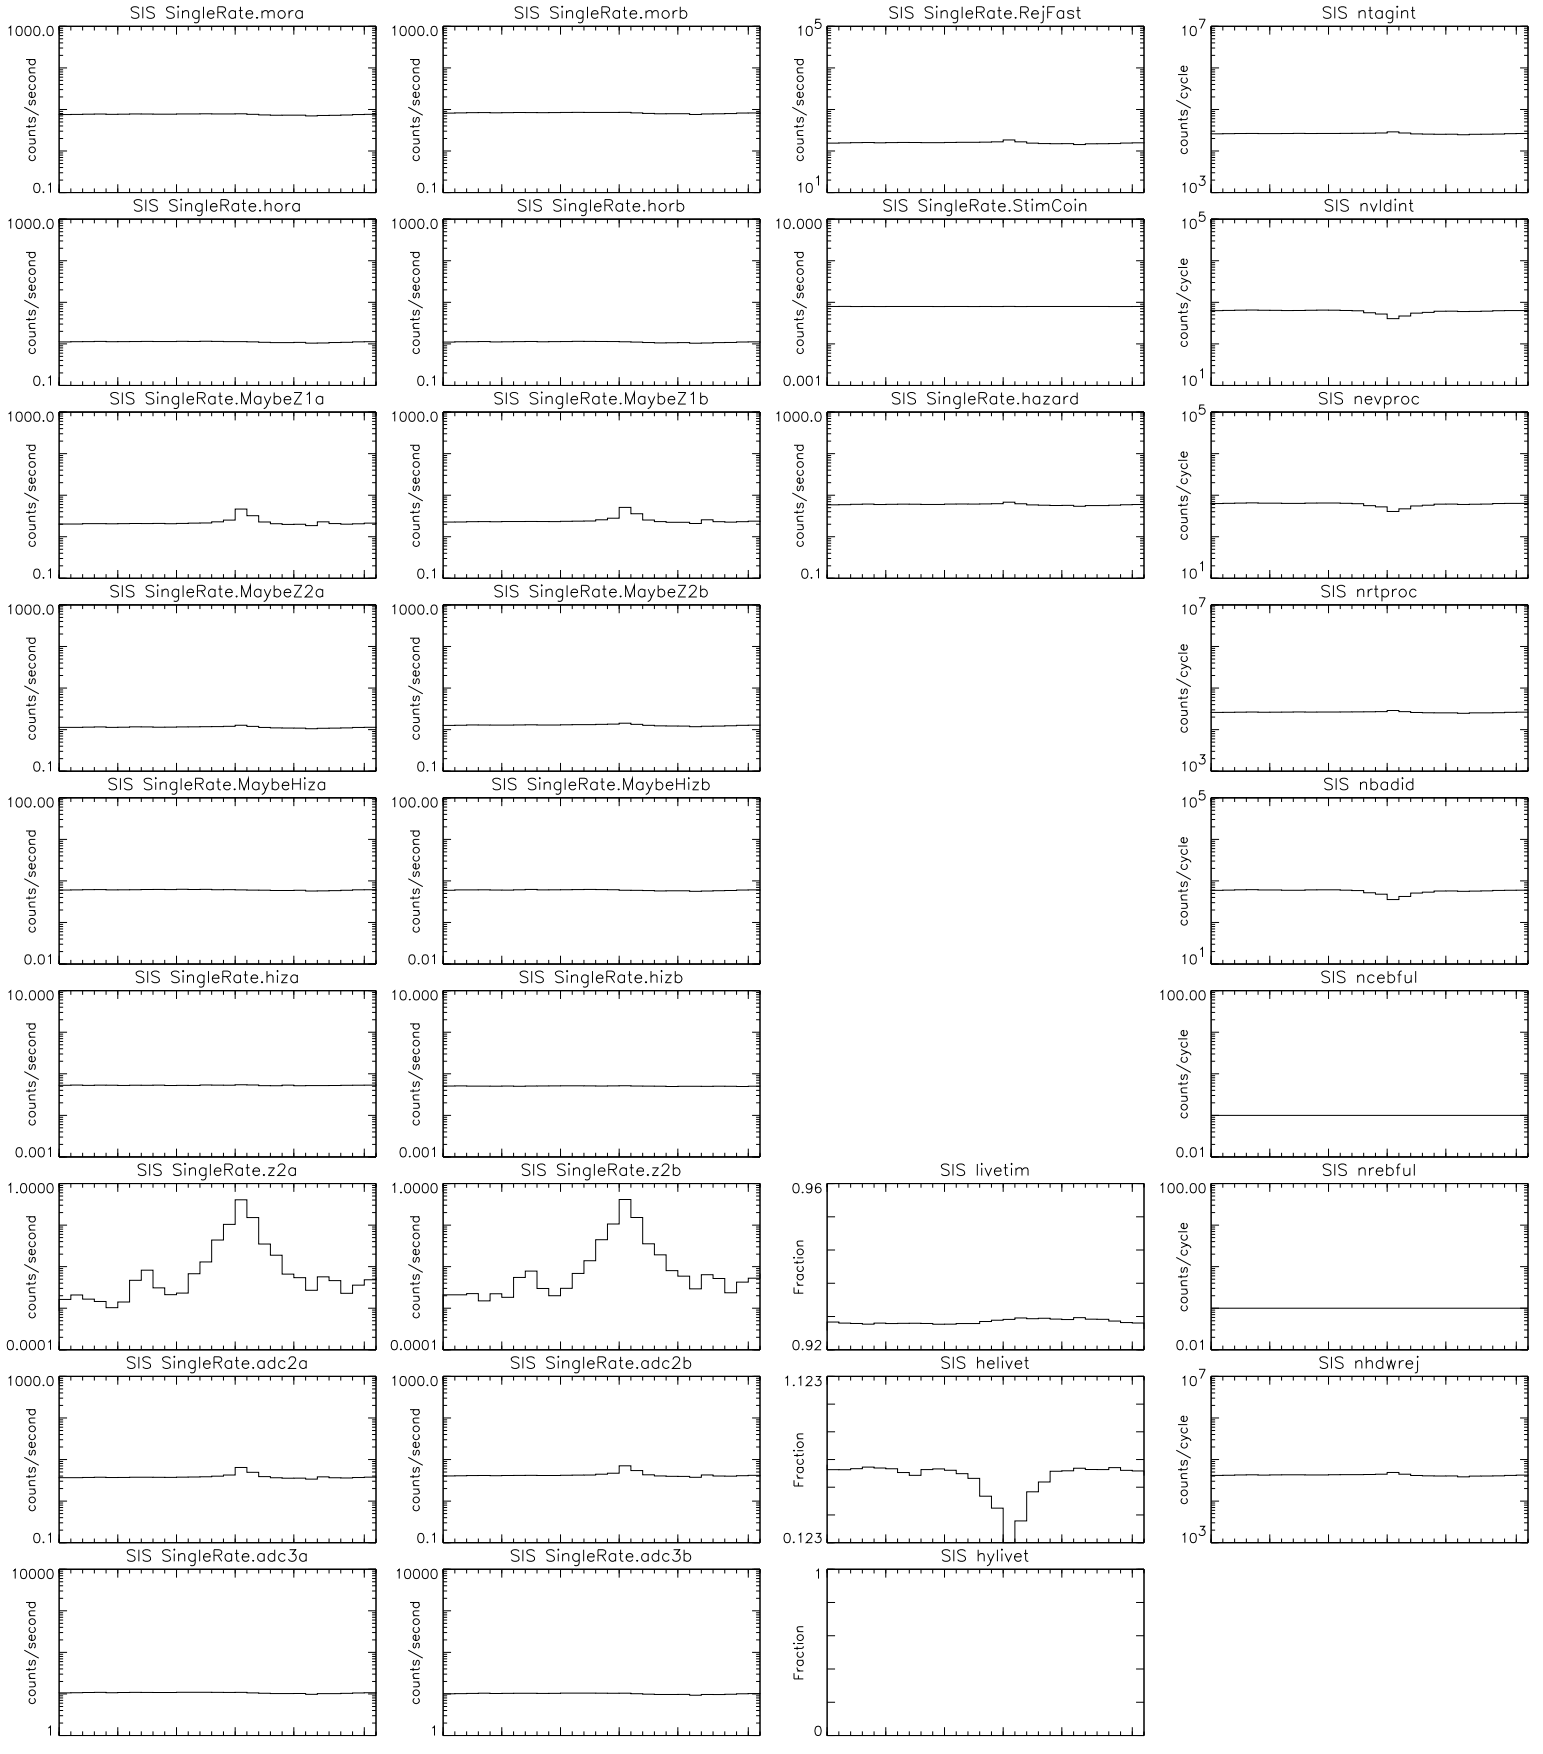 SIS SingleRate.mora
SIS SingleRate.morb
SIS SingleRate.RejFast
SIS ntagint
1000.0
counts/second
0.1
1000.0
counts/second
0.1
10^5
counts/second
10^1
10^7
counts/cycle
10^3
SIS SingleRate.hora
SIS SingleRate.horb
SIS SingleRate.StimCoin
SIS nvldint
1000.0
counts/second
0.1
1000.0
counts/second
0.1
10.000
counts/second
0.001
10^5
counts/cycle
10^1
SIS SingleRate.MaybeZ1a
SIS SingleRate.MaybeZ1b
SIS SingleRate.hazard
SIS nevproc
1000.0
counts/second
0.1
1000.0
counts/second
0.1
1000.0
counts/second
0.1
10^5
counts/cycle
10^1
SIS SingleRate.MaybeZ2a
SIS SingleRate.MaybeZ2b
SIS nrtproc
1000.0
counts/second
0.1
1000.0
counts/second
0.1
10^7
counts/cycle
10^3
SIS SingleRate.MaybeHiza
SIS SingleRate.MaybeHizb
SIS nbadid
100.00
counts/second
0.01
100.00
counts/second
0.01
10^5
counts/cycle
10^1
SIS SingleRate.hiza
SIS SingleRate.hizb
SIS ncebful
10.000
counts/second
0.001
10.000
counts/second
0.001
100.00
counts/cycle
0.01
SIS SingleRate.z2a
SIS SingleRate.z2b
SIS livetim
SIS nrebful
1.0000
counts/second
0.0001
1.0000
counts/second
0.0001
0.96
Fraction
0.92
100.00
counts/cycle
0.01
SIS SingleRate.adc2a
SIS SingleRate.adc2b
SIS helivet
SIS nhdwrej
1000.0
counts/second
0.1
1000.0
counts/second
0.1
1.123
Fraction
0.123
10^7
counts/cycle
10^3
SIS SingleRate.adc3a
SIS SingleRate.adc3b
SIS hylivet
10000
counts/second
1
10000
counts/second
1
1
Fraction
0